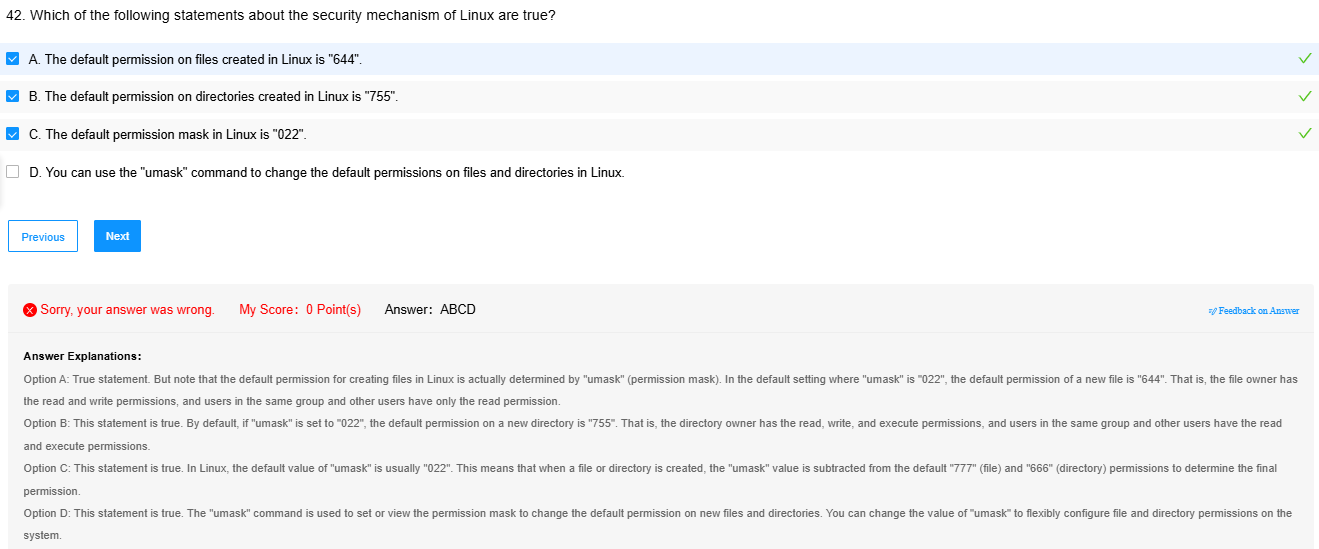 42. Which of the following statements about the security mechanism of Linux are true?
A. The default permission on files created in Linux is "644".
B. The default permission on directories created in Linux is "755".
C. The default permission mask in Linux is "022".
D. You can use the "umask" command to change the default permissions on files and directories in Linux.
Previous Next
Sorry, your answer was wrong. My Score: 0 Point(s) Answer: ABCD Feedback on Answer
Answer Explanations:
Option A: True statement. But note that the default permission for creating files in Linux is actually determined by "umask" (permission mask). In the default setting where "umask" is "022", the default permission of a new file is "644". That is, the file owner has
the read and write permissions, and users in the same group and other users have only the read permission.
Option B: This statement is true. By default, if "umask" is set to "022", the default permission on a new directory is "755". That is, the directory owner has the read, write, and execute permissions, and users in the same group and other users have the read
and execute permissions.
Option C: This statement is true. In Linux, the default value of "umask" is usually "022". This means that when a file or directory is created, the "umask" value is subtracted from the default "777" (file) and "666" (directory) permissions to determine the final
permission.
Option D: This statement is true. The "umask" command is used to set or view the permission mask to change the default permission on new files and directories. You can change the value of "umask" to flexibly configure file and directory permissions on the
system.